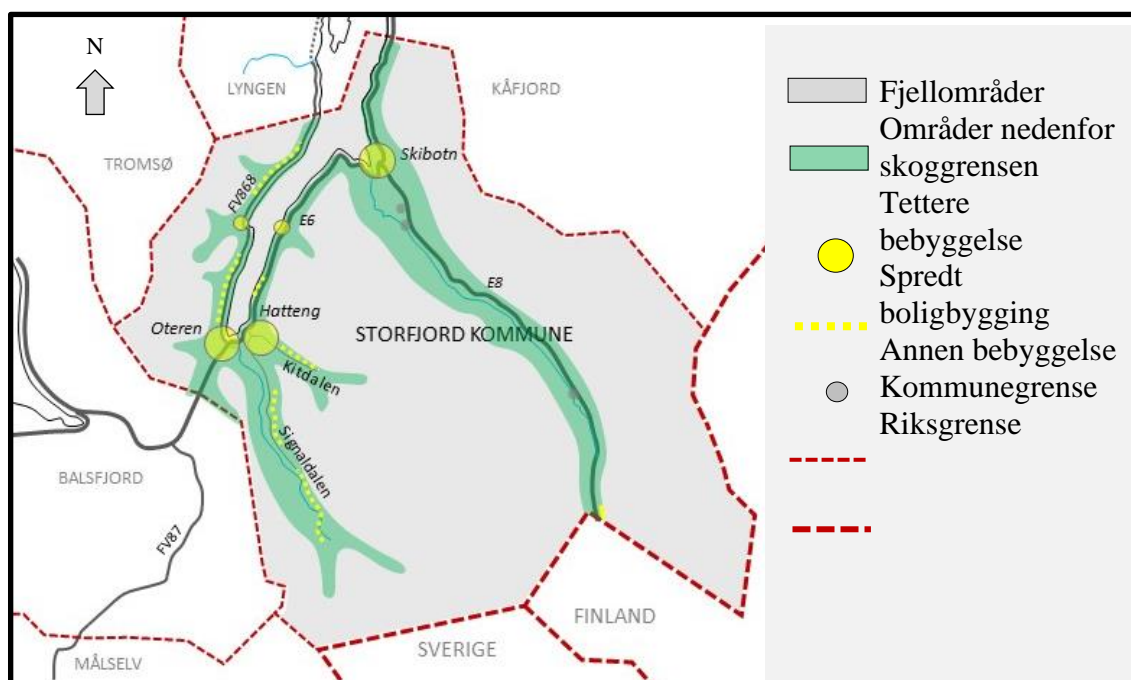 N
LYNGEN
KÅFJORD
TROMSØ
Skibotn
FV868
E6
E8
Hatteng
Oteren
STORFJORD KOMMUNE
Kitdalen
Signaldalen
BALSFJORD
FV87
FINLAND
SVERIGE
MÅLSELV
Fjellområder
Områder nedenfor
skoggrensen
Tettere
bebyggelse
Spredt
boligbygging
Annen bebyggelse
Kommunegrense
Riksgrense